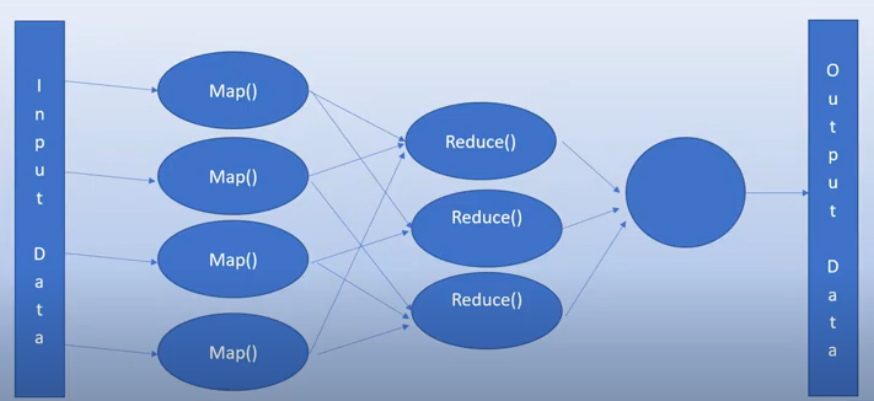 Input Data
Map()
Map()
Map()
Map()
Reduce()
Reduce()
Reduce()
Output Data